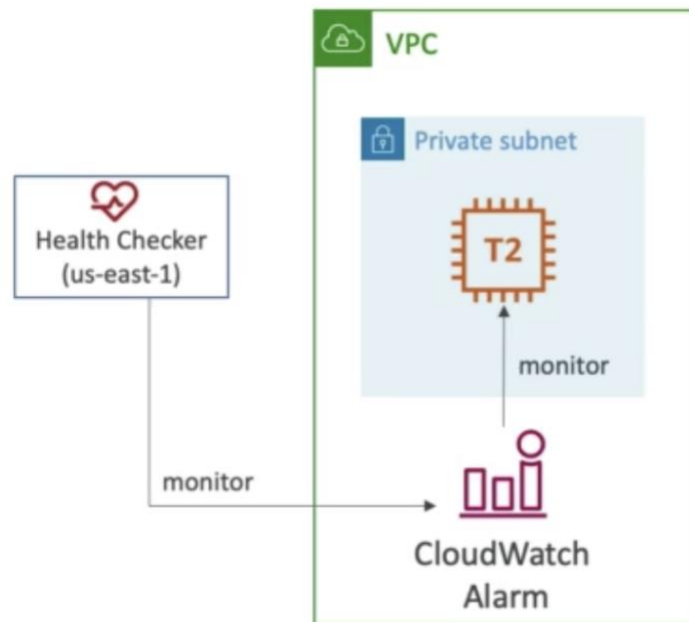 VPC
Private subnet
Health Checker
(us-east-1)
T2
monitor
monitor
CloudWatch
Alarm